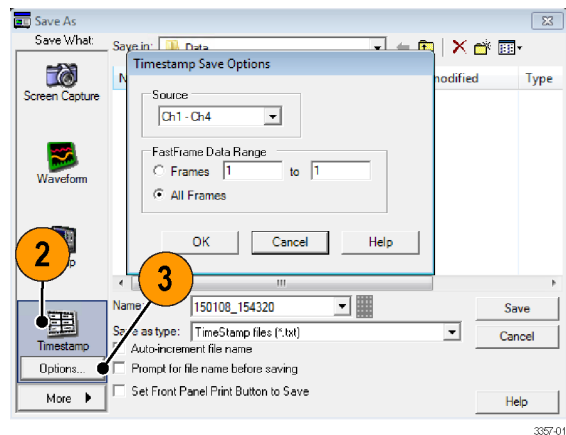 Save As
Save What:
Save in: Data
Timestamp Save Options
modified Type
Source
Ch1 - Ch4
Screen Capture
FastFrame Data Range
Frames 1 to 1
All Frames
Waveform
OK Cancel Help
2
3
Name: 150108_154320
Save
Save as type: TimeStamp files (*.txt)
Cancel
Timestamp
Auto-increment file name
Options...
Prompt for file name before saving
More
Set Front Panel Print Button to Save
Help
3357-01